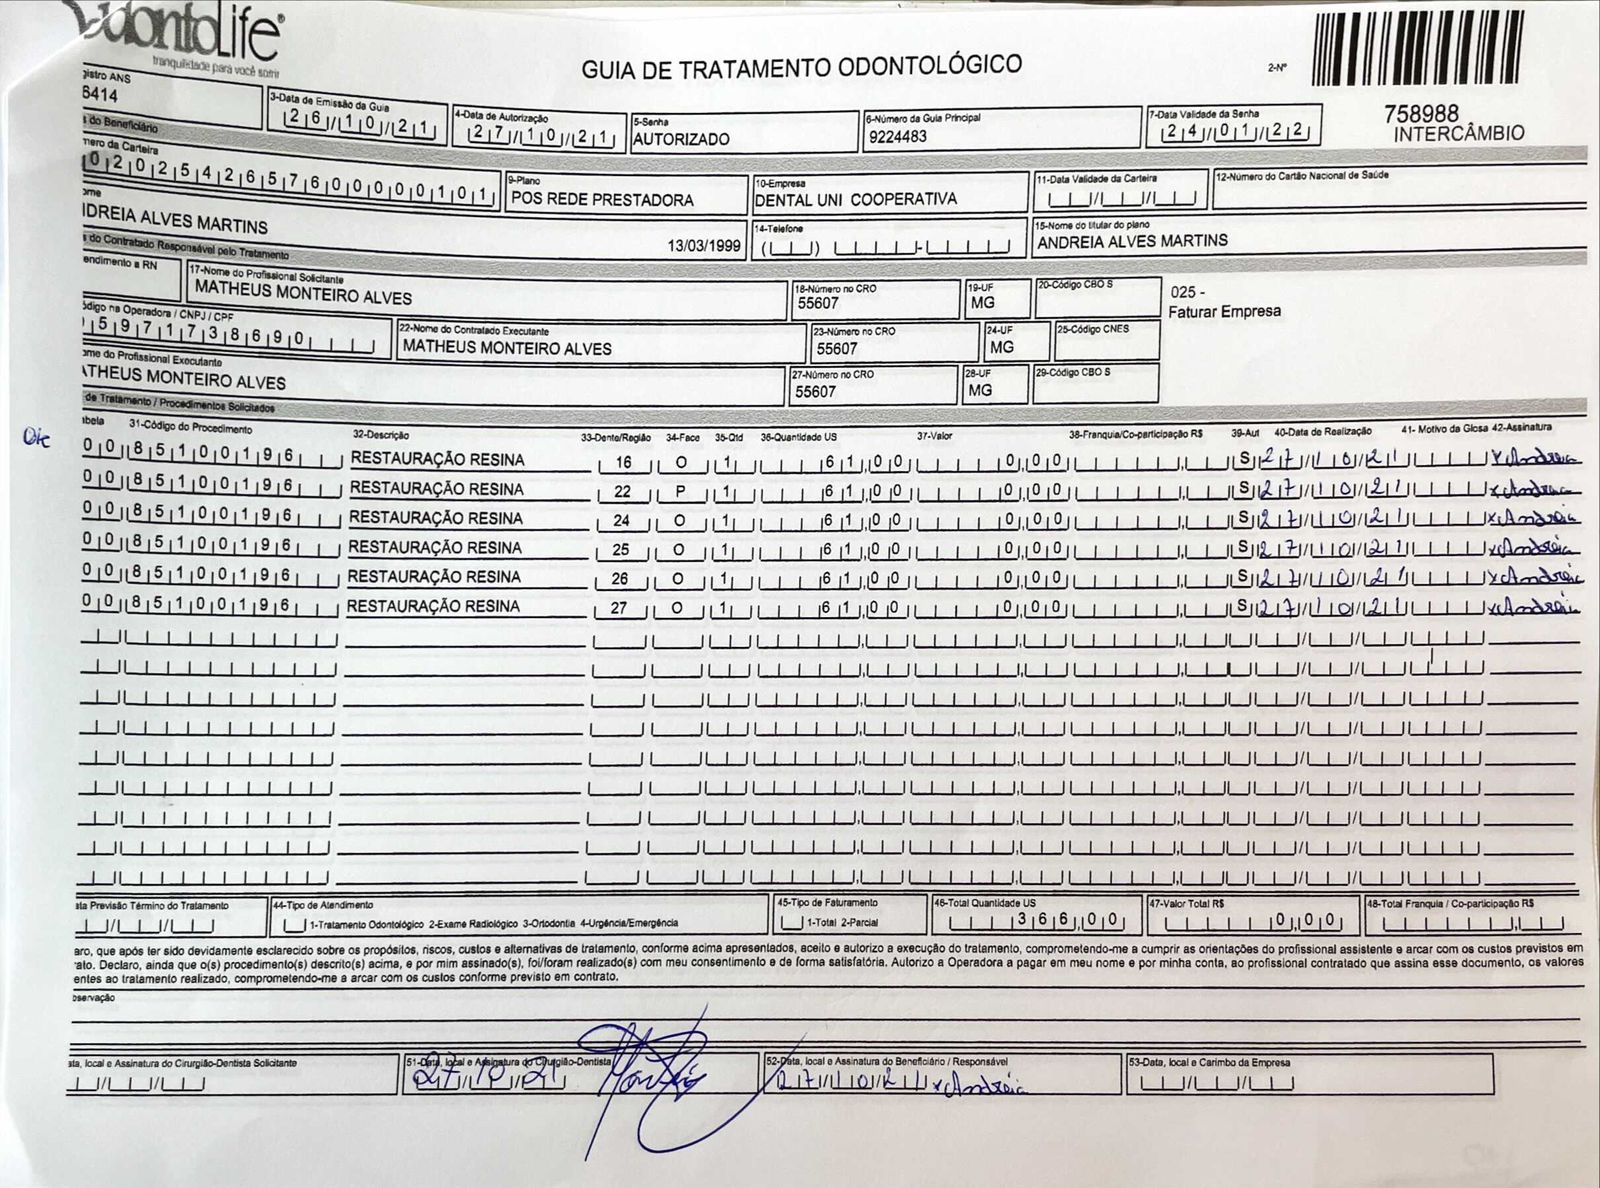 OdontoLife®
tranquilidade para você sorrir
GUIA DE TRATAMENTO ODONTOLÓGICO
2-Nº
758988
INTERCÂMBIO
gistro ANS
6414
3-Data de Emissão da Guia
26/10/21
4-Data de Autorização
27/10/21
5-Senha
AUTORIZADO
6-Número da Guia Principal
9224483
7-Data Validade da Senha
24/01/22
do Beneficiário
mero da Carteira
02025426576000000101
9-Plano
POS REDE PRESTADORA
10-Empresa
DENTAL UNI COOPERATIVA
11-Data Validade da Carteira
12-Número do Cartão Nacional de Saúde
ome
NDREIA ALVES MARTINS
13/03/1999
14-Telefone
15-Nome do titular do plano
ANDREIA ALVES MARTINS
s do Contratado Responsável pelo Tratamento
endimento a RN
17-Nome do Profissional Solicitante
MATHEUS MONTEIRO ALVES
18-Número no CRO
55607
19-UF
MG
20-Código CBO S
025 -
Faturar Empresa
ódigo na Operadora / CNPJ / CPF
5971738690
22-Nome do Contratado Executante
MATHEUS MONTEIRO ALVES
23-Número no CRO
55607
24-UF
MG
25-Código CNES
ome do Profissional Executante
ATHEUS MONTEIRO ALVES
27-Número no CRO
55607
28-UF
MG
29-Código CBO S
de Tratamento / Procedimentos Solicitados
abela 31-Código do Procedimento 32-Descrição 33-Dente/Região 34-Face 35-Qtd 36-Quantidade US 37-Valor 38-Franquia/Co-participação R$ 39-Aut 40-Data de Realização 41- Motivo da Glosa 42-Assinatura
00 85100196 RESTAURAÇÃO RESINA 16 O 1 61,00 0,00 S 27/10/21 xAndreia
00 85100196 RESTAURAÇÃO RESINA 22 P 1 61,00 0,00 S 27/10/21 xAndreia
00 85100196 RESTAURAÇÃO RESINA 24 O 1 61,00 0,00 S 27/10/21 xAndreia
00 85100196 RESTAURAÇÃO RESINA 25 O 1 61,00 0,00 S 27/10/21 xAndreia
00 85100196 RESTAURAÇÃO RESINA 26 O 1 61,00 0,00 S 27/10/21 xAndreia
00 85100196 RESTAURAÇÃO RESINA 27 O 1 61,00 0,00 S 27/10/21 xAndreia
ata Previsão Término do Tratamento
44-Tipo de Atendimento
1-Tratamento Odontológico 2-Exame Radiológico 3-Ortodontia 4-Urgência/Emergência
45-Tipo de Faturamento
1-Total 2-Parcial
46-Total Quantidade US
366,00
47-Valor Total R$
0,00
48-Total Franquia / Co-participação R$
aro, que após ter sido devidamente esclarecido sobre os propósitos, riscos, custos e alternativas de tratamento, conforme acima apresentados, aceito e autorizo a execução do tratamento, comprometendo-me a cumprir as orientações do profissional assistente e arcar com os custos previstos em
rato. Declaro, ainda que o(s) procedimento(s) descrito(s) acima, e por mim assinado(s), foi/foram realizado(s) com meu consentimento e de forma satisfatória. Autorizo a Operadora a pagar em meu nome e por minha conta, ao profissional contratado que assina esse documento, os valores
entes ao tratamento realizado, comprometendo-me a arcar com os custos conforme previsto em contrato.
bservação
ata, local e Assinatura do Cirurgião-Dentista Solicitante
51-Data, local e Assinatura do Cirurgião-Dentista
27/10/21
52-Data, local e Assinatura do Beneficiário / Responsável
27/10/21 xAndreia
53-Data, local e Carimbo da Empresa